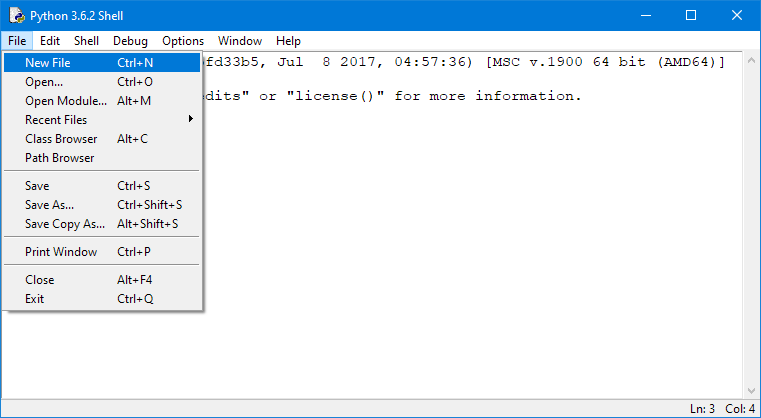 Python 3.6.2 Shell
File Edit Shell Debug Options Window Help
fd33b5, Jul  8 2017, 04:57:36) [MSC v.1900 64 bit (AMD64)]
dits" or "license()" for more information.
New File Ctrl+N
Open... Ctrl+O
Open Module... Alt+M
Recent Files
Class Browser Alt+C
Path Browser
Save Ctrl+S
Save As... Ctrl+Shift+S
Save Copy As... Alt+Shift+S
Print Window Ctrl+P
Close Alt+F4
Exit Ctrl+Q
Ln: 3 Col: 4